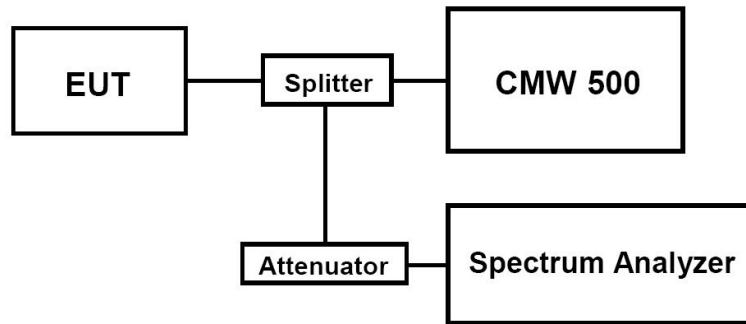 EUT
Splitter
CMW 500
Attenuator
Spectrum Analyzer